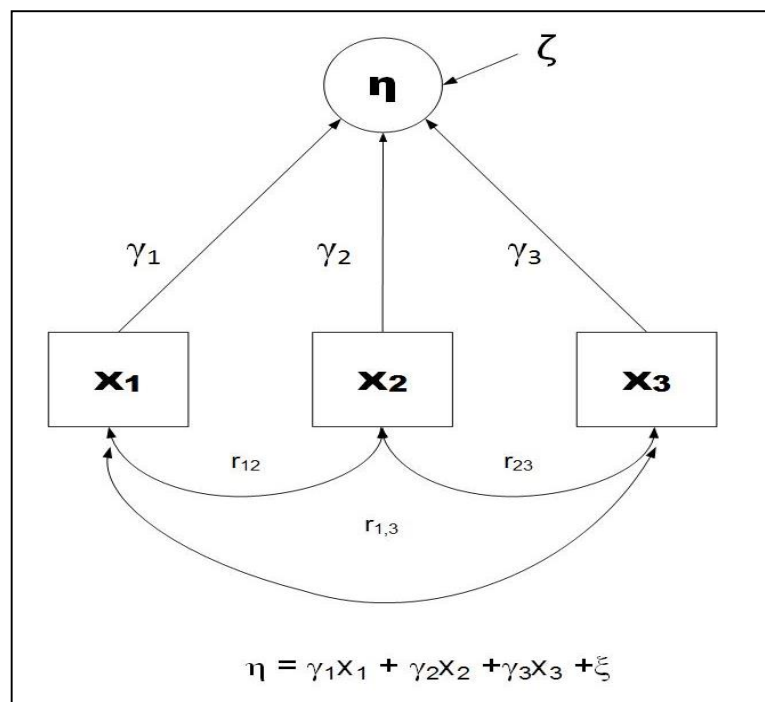 η
ζ
γ1 γ2 γ3
x1 x2 x3
r12 r23
r1,3
η = γ1x1 + γ2x2 +γ3x3 +ξ